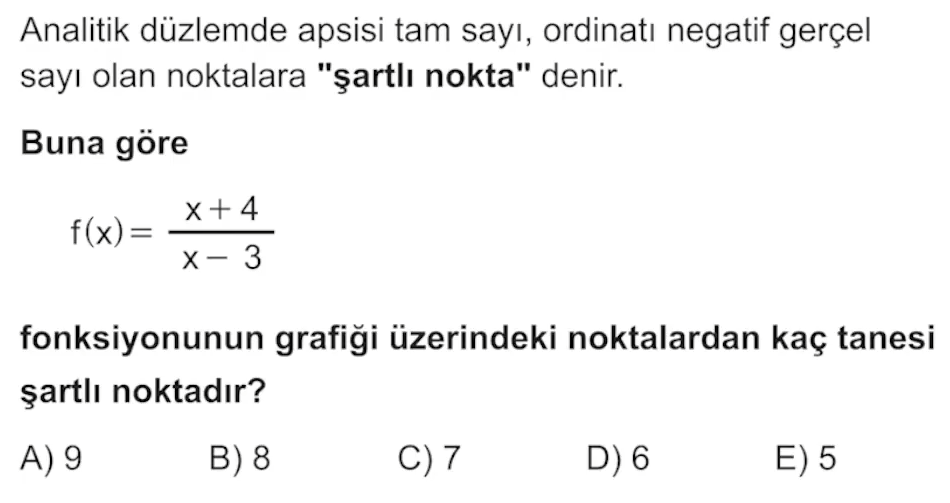 Analitik düzlemde apsisi tam sayı, ordinatı negatif gerçel
sayı olan noktalara "şartlı nokta" denir.
Buna göre
f(x) = x + 4 / x - 3
fonksiyonunun grafiği üzerindeki noktalardan kaç tanesi
şartlı noktadır?
A) 9 B) 8 C) 7 D) 6 E) 5